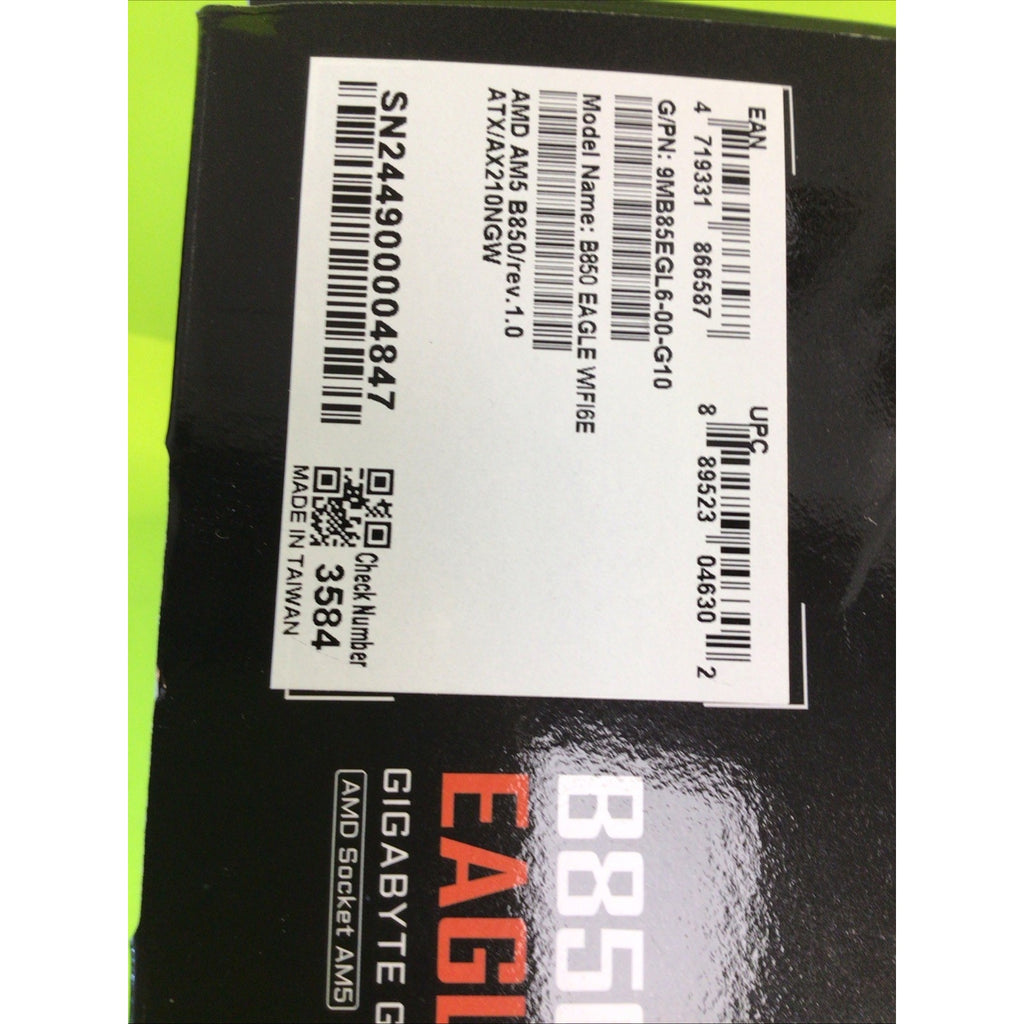 EAN
4 719331 866587
UPC
8 89523 04630 2
G/PN: 9MB85EGL6-00-G10
Model Name: B850 EAGLE WIFI6E
AMD AM5 B850/rev.1.0
ATX/AX210NGW
SN244900004847
Check Number
3584
MADE IN TAIWAN
B850
EAGL
GIGABYTE G
AMD Socket AM5